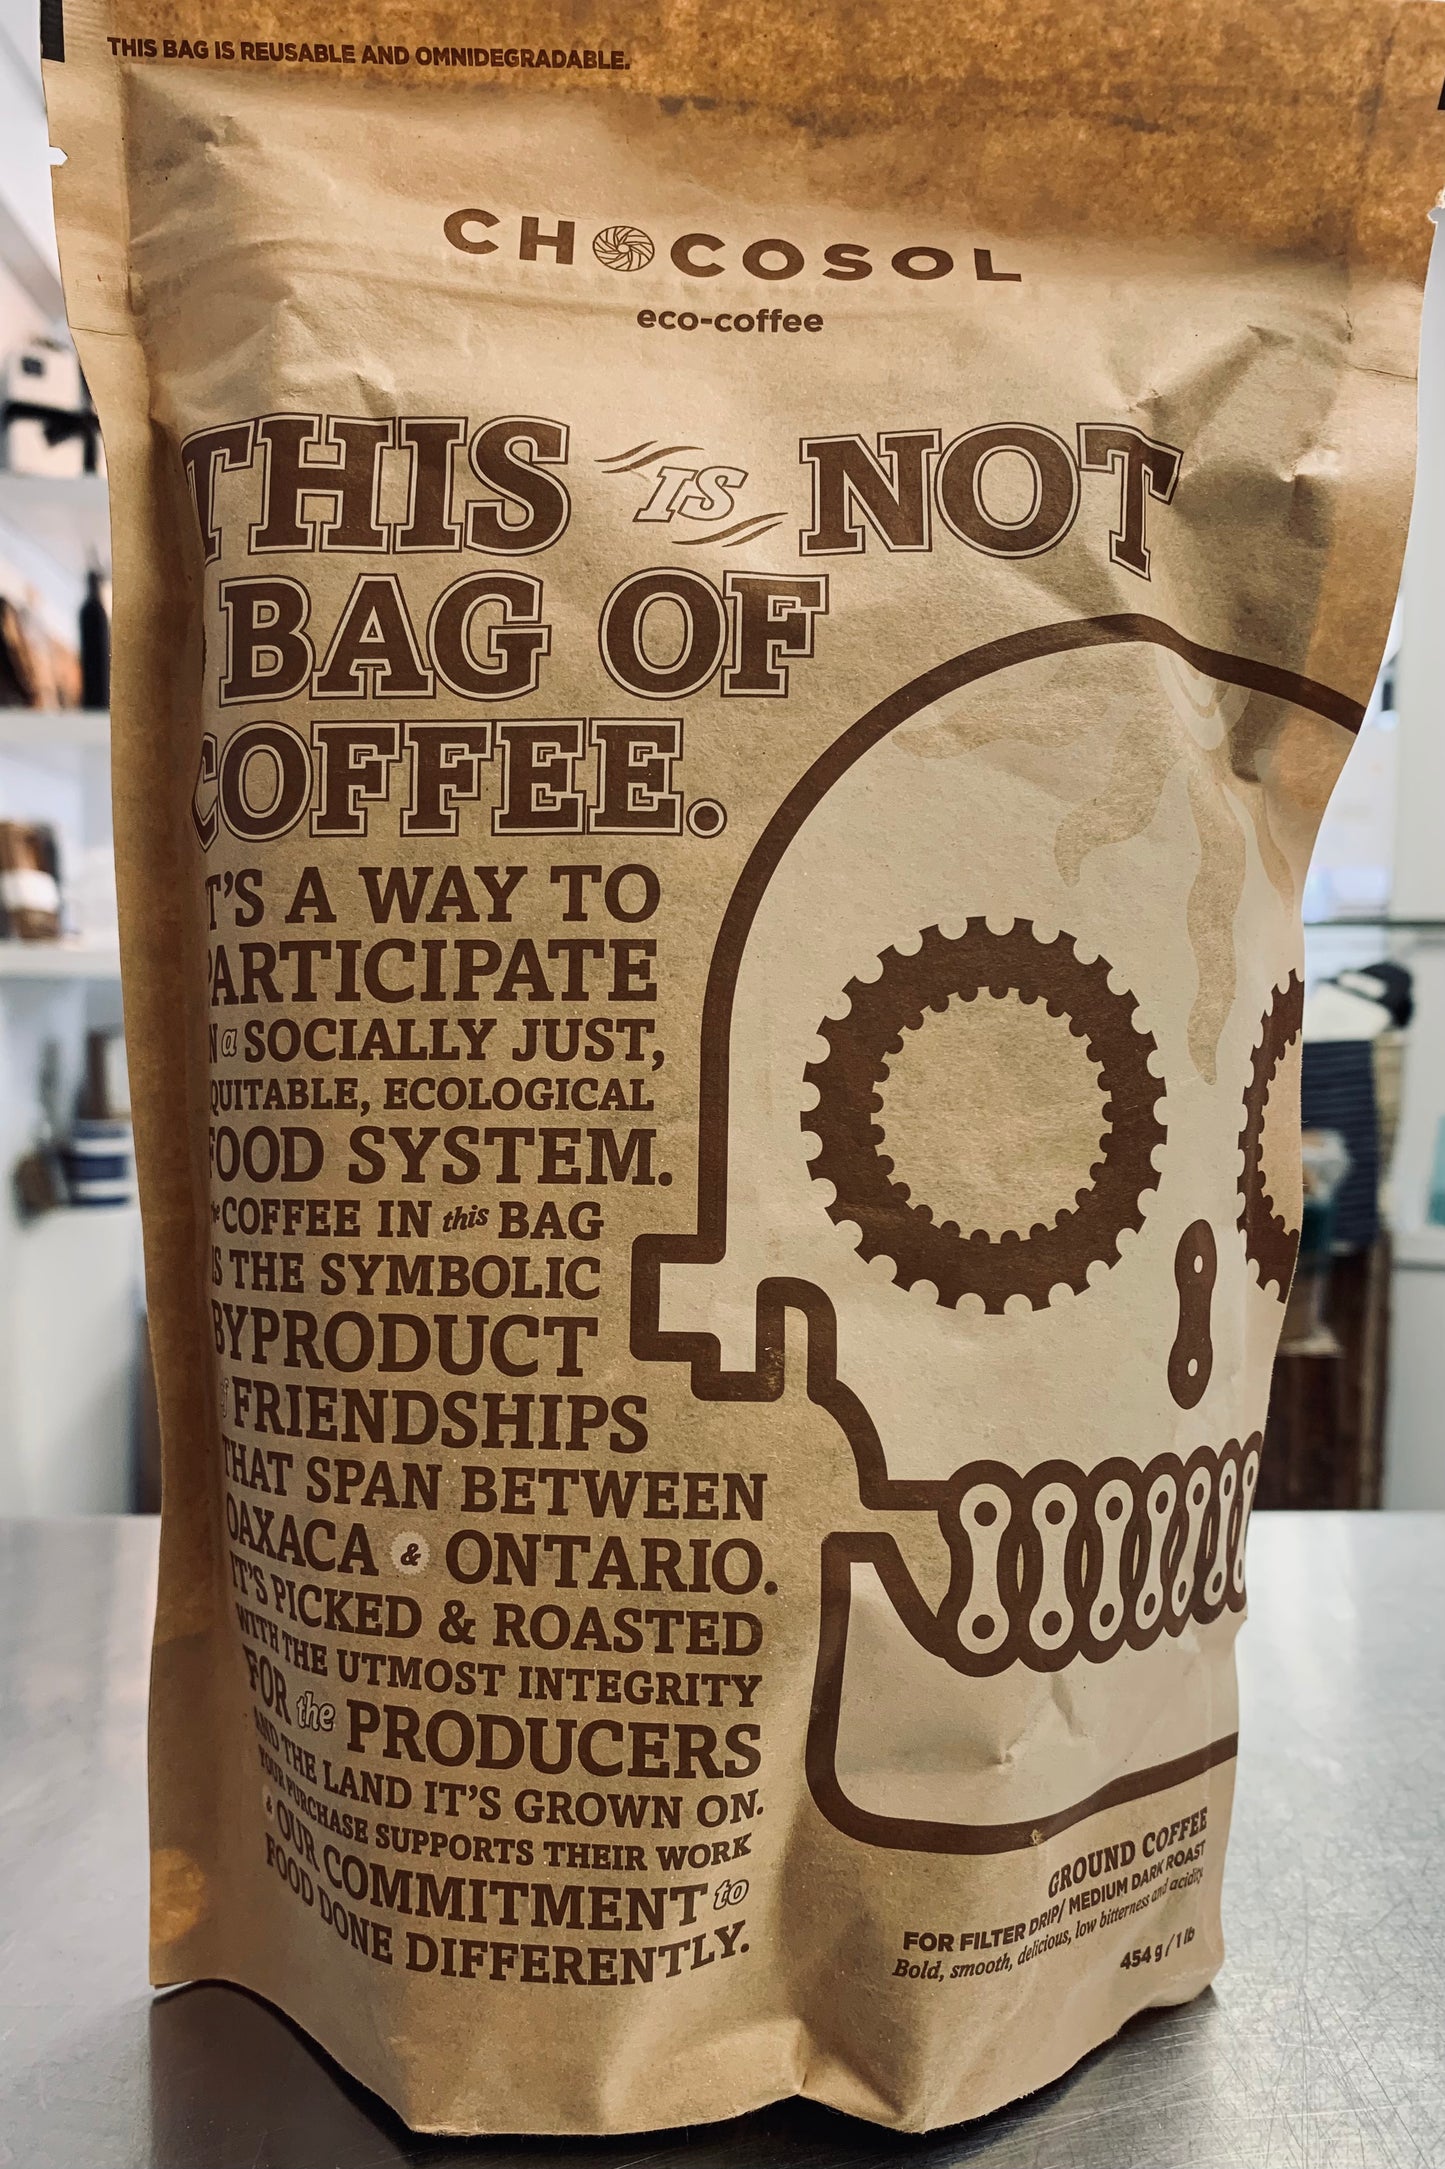 THIS BAG IS REUSABLE AND OMNIDEGRADABLE.
CHOCOSOL
eco-coffee
THIS IS NOT
BAG OF
COFFEE.
T'S A WAY TO
PARTICIPATE
N a SOCIALLY JUST,
QUITABLE, ECOLOGICAL
FOOD SYSTEM.
COFFEE IN this BAG
IS THE SYMBOLIC
BYPRODUCT
of FRIENDSHIPS
THAT SPAN BETWEEN
OAXACA & ONTARIO.
IT'S PICKED & ROASTED
WITH THE UTMOST INTEGRITY
FOR the PRODUCERS
AND THE LAND IT'S GROWN ON.
YOUR PURCHASE SUPPORTS THEIR WORK
& OUR COMMITMENT to
FOOD DONE DIFFERENTLY.
GROUND COFFEE
FOR FILTER DRIP/ MEDIUM DARK ROAST
Bold, smooth, delicious, low bitterness and acidity
454 g / 1 lb